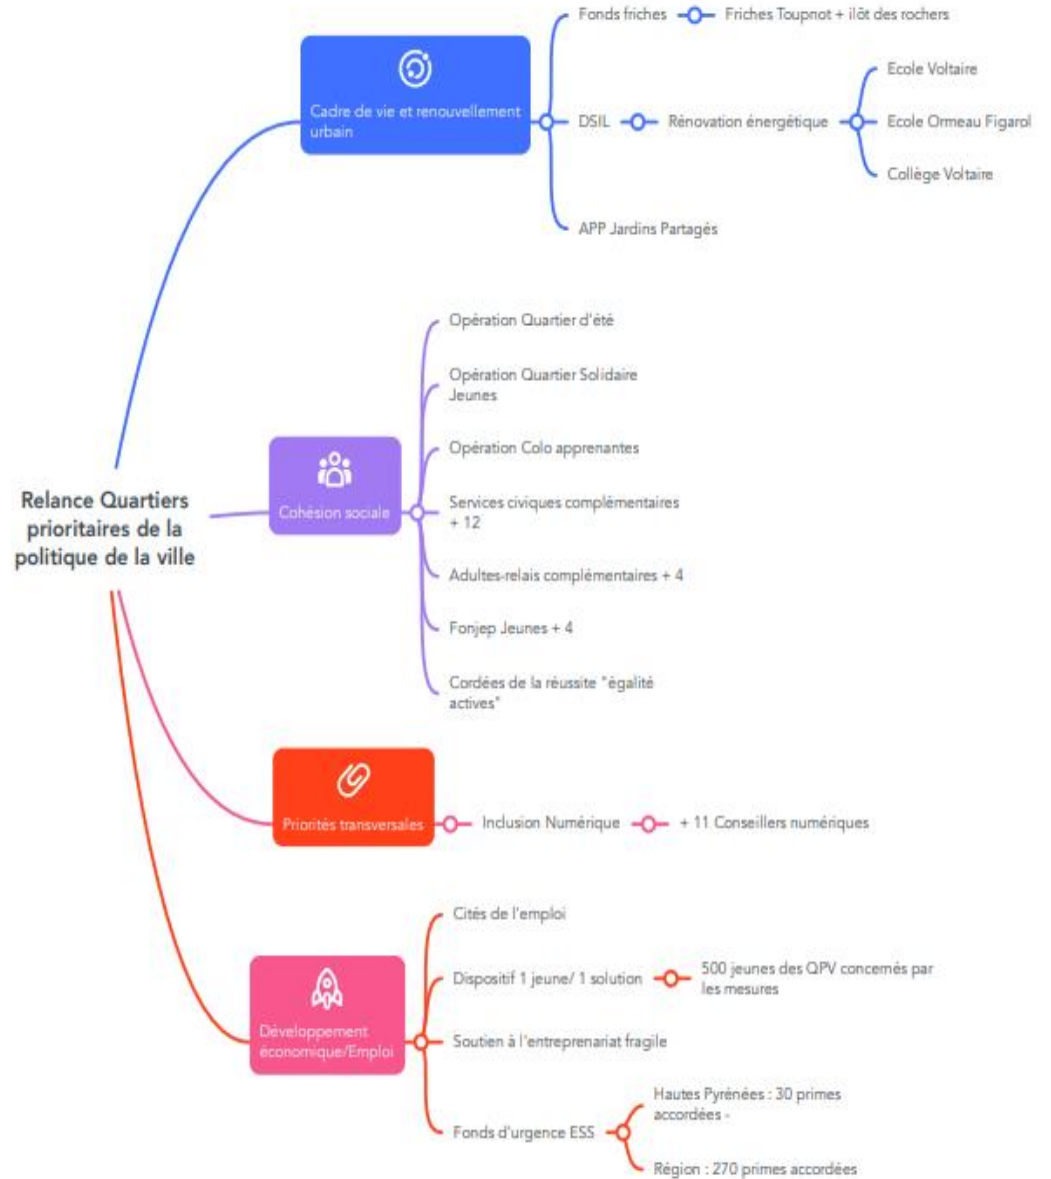 Relance Quartiers
prioritaires de la
politique de la ville
Cadre de vie et renouvellement
urbain
Fonds friches
Friches Toupnot + ilôt des rochers
DSIL
Rénovation énergétique
Ecole Voltaire
Ecole Ormeau Figarol
Collège Voltaire
APP Jardins Partagés
Cohésion sociale
Opération Quartier d'été
Opération Quartier Solidaire
Jeunes
Opération Colo apprenantes
Services civiques complémentaires
+ 12
Adultes-relais complémentaires + 4
Fonjep Jeunes + 4
Cordées de la réussite "égalité
actives"
Priorités transversales
Inclusion Numérique
+ 11 Conseillers numériques
Développement
économique/Emploi
Cités de l'emploi
Dispositif 1 jeune/ 1 solution
500 jeunes des QPV concernés par
les mesures
Soutien à l'entreprenariat fragile
Fonds d'urgence ESS
Hautes Pyrénées : 30 primes
accordées -
Région : 270 primes accordées